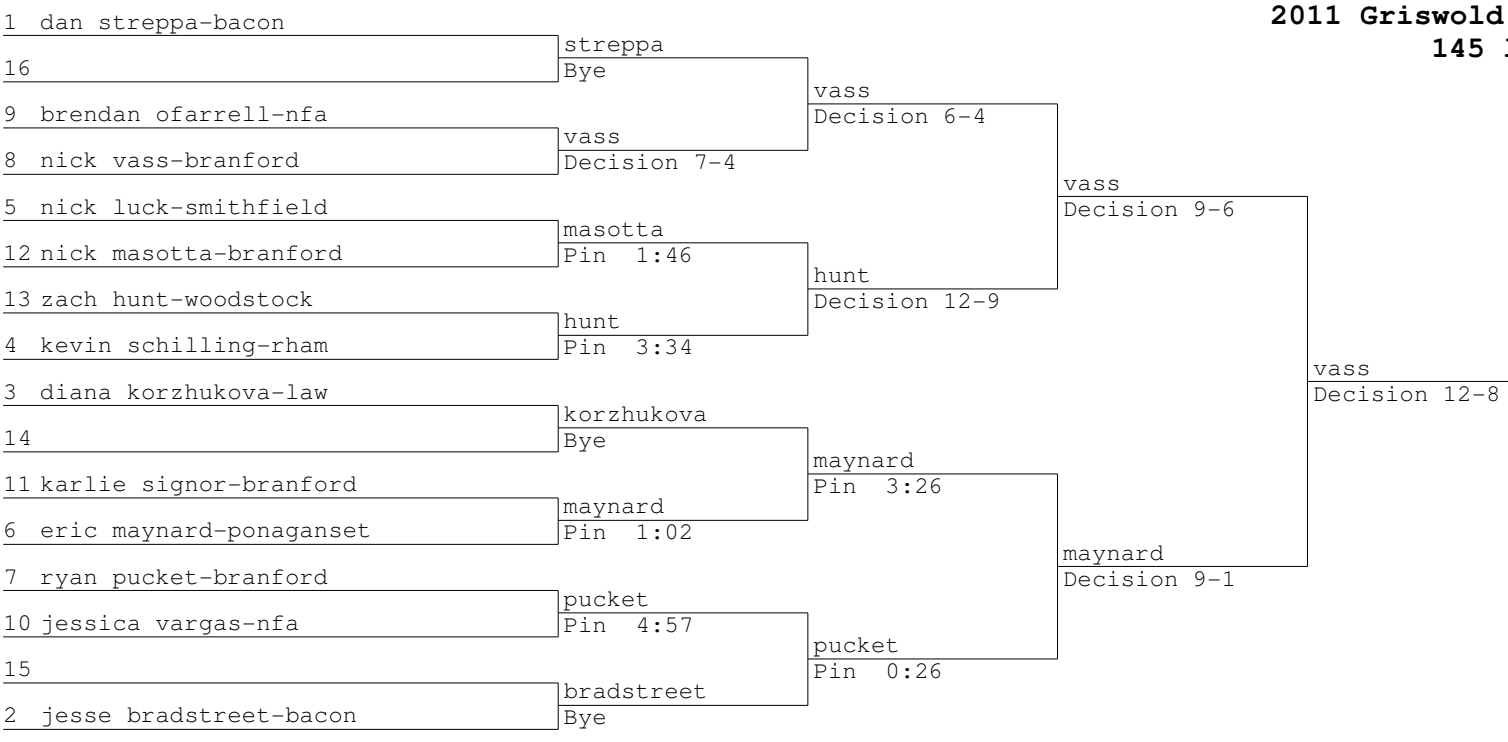 2011 Griswold
145
1 dan streppa-bacon
16
9 brendan ofarrell-nfa
8 nick vass-branford
5 nick luck-smithfield
12 nick masotta-branford
13 zach hunt-woodstock
4 kevin schilling-rham
3 diana korzhukova-law
14
11 karlie signor-branford
6 eric maynard-ponaganset
7 ryan pucket-branford
10 jessica vargas-nfa
15
2 jesse bradstreet-bacon
streppa
Bye
vass
Decision 7-4
masotta
Pin 1:46
hunt
Pin 3:34
korzhukova
Bye
maynard
Pin 1:02
pucket
Pin 4:57
bradstreet
Bye
vass
Decision 6-4
hunt
Decision 12-9
maynard
Pin 3:26
pucket
Pin 0:26
vass
Decision 9-6
maynard
Decision 9-1
vass
Decision 12-8